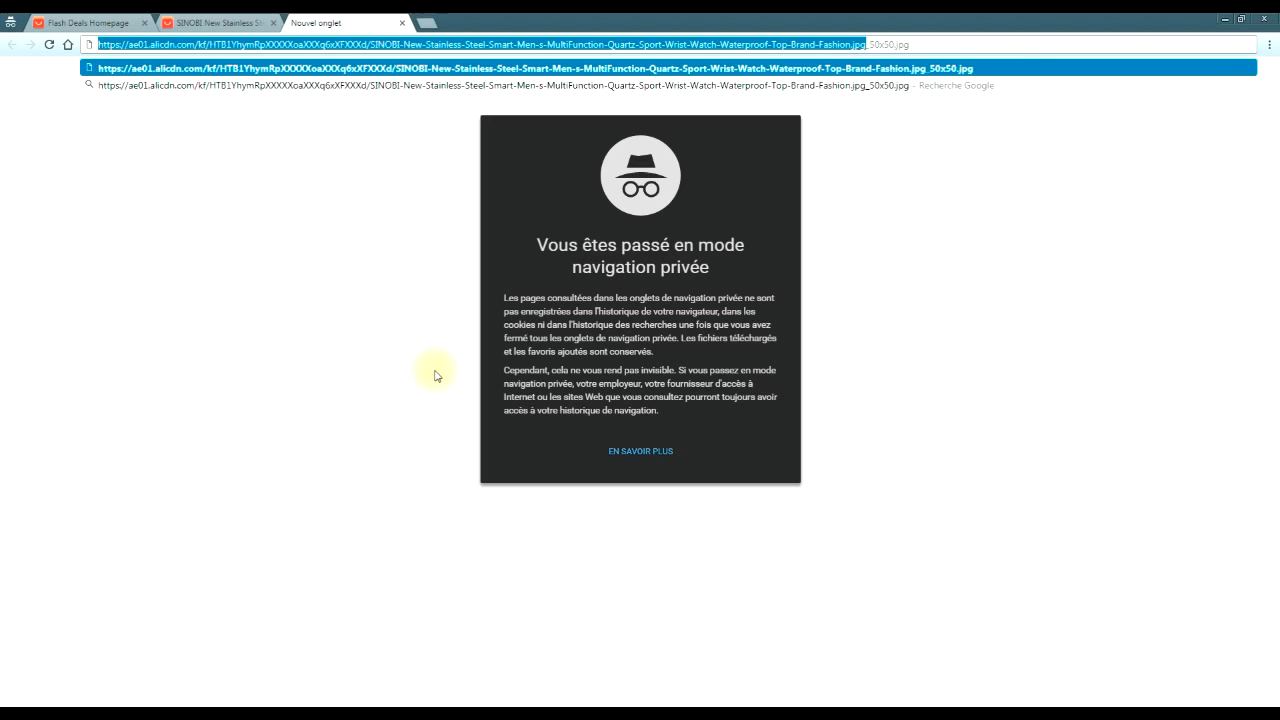 Flash Deals Homepage
SINOBI New Stainless St
Nouvel onglet
https://ae01.alicdn.com/kf/HTB1YhymRpXXXXXoaXXXq6xXFXXXd/SINOBI-New-Stainless-Steel-Smart-Men-s-MultiFunction-Quartz-Sport-Wrist-Watch-Waterproof-Top-Brand-Fashion.jpg_50x50.jpg
https://ae01.alicdn.com/kf/HTB1YhymRpXXXXXoaXXXq6xXFXXXd/SINOBI-New-Stainless-Steel-Smart-Men-s-MultiFunction-Quartz-Sport-Wrist-Watch-Waterproof-Top-Brand-Fashion.jpg_50x50.jpg
https://ae01.alicdn.com/kf/HTB1YhymRpXXXXXoaXXXq6xXFXXXd/SINOBI-New-Stainless-Steel-Smart-Men-s-MultiFunction-Quartz-Sport-Wrist-Watch-Waterproof-Top-Brand-Fashion.jpg_50x50.jpg - Recherche Google
Vous êtes passé en mode
navigation privée
Les pages consultées dans les onglets de navigation privée ne sont
pas enregistrées dans l'historique de votre navigateur, dans les
cookies ni dans l'historique des recherches une fois que vous avez
fermé tous les onglets de navigation privée. Les fichiers téléchargés
et les favoris ajoutés sont conservés.
Cependant, cela ne vous rend pas invisible. Si vous passez en mode
navigation privée, votre employeur, votre fournisseur d'accès à
Internet ou les sites Web que vous consultez pourront toujours avoir
accès à votre historique de navigation.
EN SAVOIR PLUS